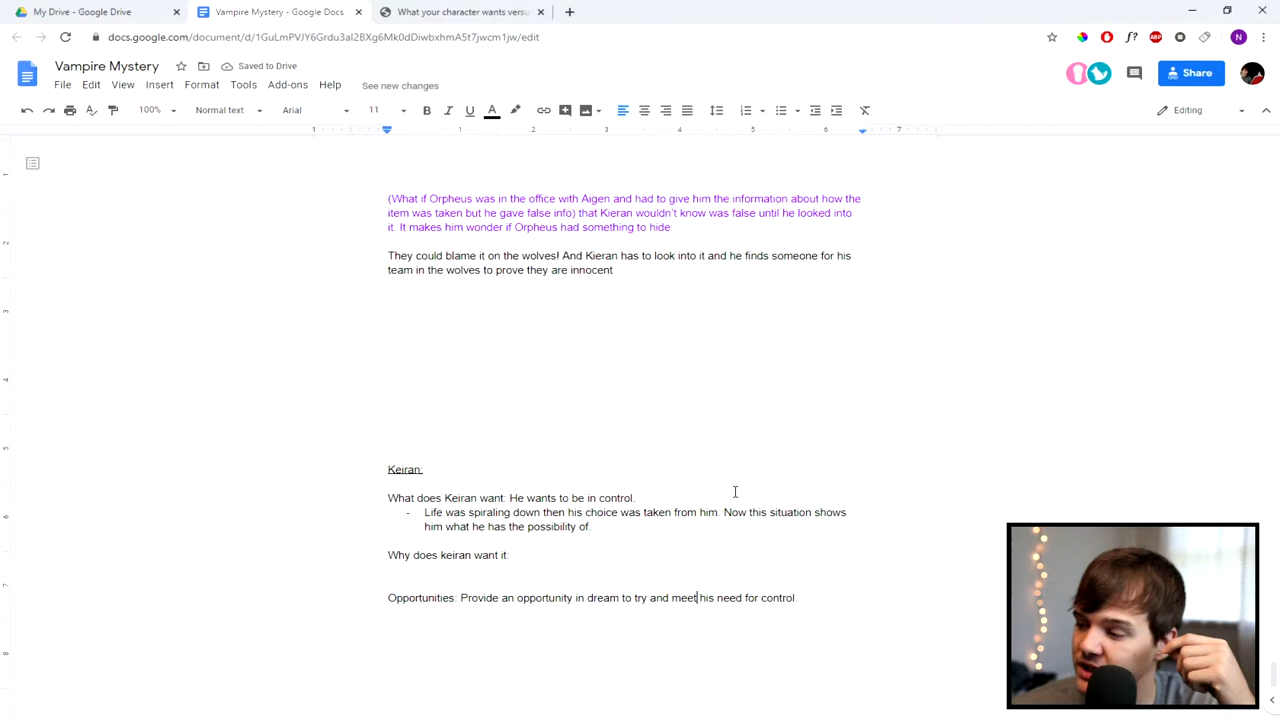 My Drive - Google Drive
Vampire Mystery - Google Docs
What your character wants versu
docs.google.com/document/d/1GuLmPVJY6Grdu3aI2BXg6Mk0dDiwbxhmA5t7jwcm1jw/edit
Vampire Mystery
Saved to Drive
File Edit View Insert Format Tools Add-ons Help See new changes
Share
100% Normal text Arial 11 B I U A Editing
(What if Orpheus was in the office with Aigen and had to give him the information about how the
item was taken but he gave false info) that Kieran wouldn't know was false until he looked into
it. It makes him wonder if Orpheus had something to hide.
They could blame it on the wolves! And Kieran has to look into it and he finds someone for his
team in the wolves to prove they are innocent
Keiran:
What does Keiran want: He wants to be in control.
- Life was spiraling down then his choice was taken from him. Now this situation shows
him what he has the possibility of.
Why does keiran want it:
Opportunities: Provide an opportunity in dream to try and meet his need for control.